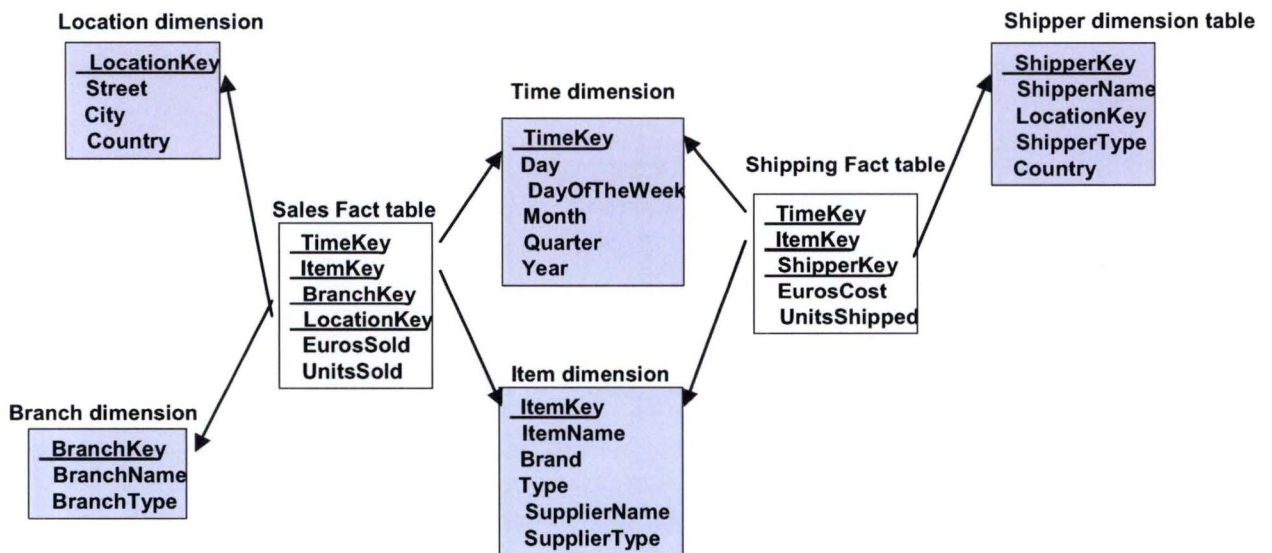 Location dimension
LocationKey
Street
City
Country
Shipper dimension table
ShipperKey
ShipperName
LocationKey
ShipperType
Country
Time dimension
TimeKey
Day
DayOfTheWeek
Month
Quarter
Year
Shipping Fact table
TimeKey
ItemKey
ShipperKey
EurosCost
UnitsShipped
Sales Fact table
TimeKey
ItemKey
BranchKey
LocationKey
EurosSold
UnitsSold
Item dimension
ItemKey
ItemName
Brand
Type
SupplierName
SupplierType
Branch dimension
BranchKey
BranchName
BranchType